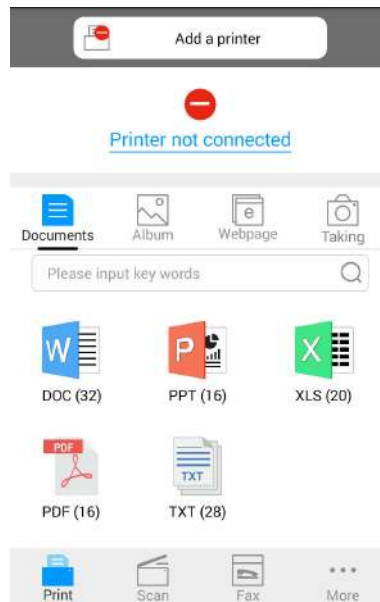 Add a printer
Printer not connected
Documents Album Webpage Taking
Please input key words
W P X
DOC (32) PPT (16) XLS (20)
PDF TXT
PDF (16) TXT (28)
Print Scan Fax More